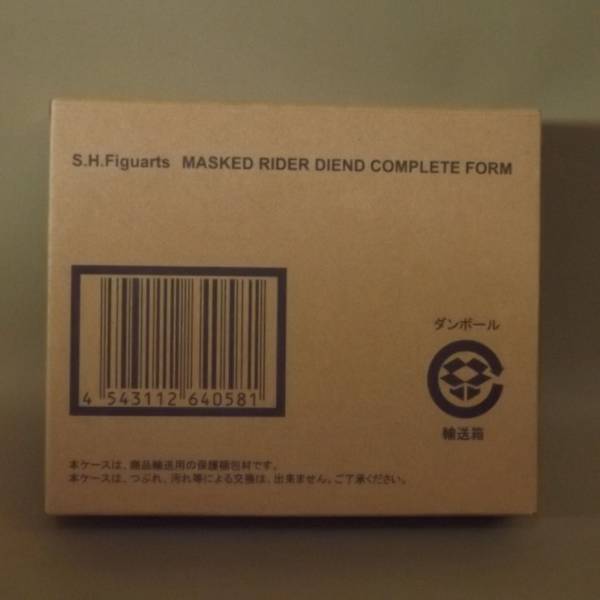 S.H.Figuarts MASKED RIDER DIEND COMPLETE FORM
4 543112 640581
ダンボール
輸送箱
本ケースは、商品輸送用の保護梱包材です。
本ケースは、つぶれ、汚れ等による交換は、出来ません。ご了承ください。